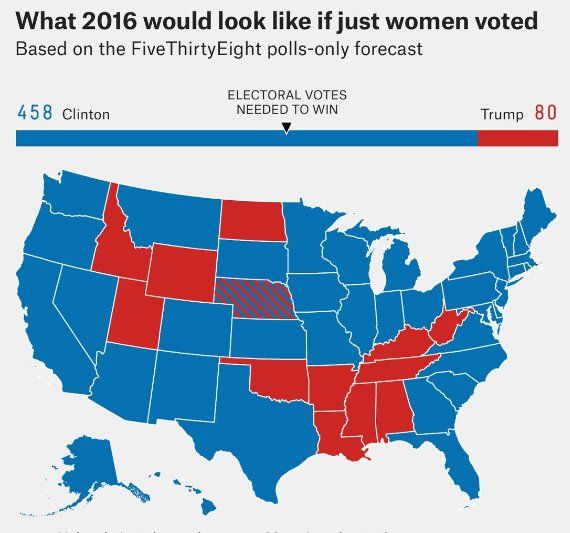 What 2016 would look like if just women voted
Based on the FiveThirtyEight polls-only forecast
ELECTORAL VOTES
NEEDED TO WIN
458 Clinton
Trump 80